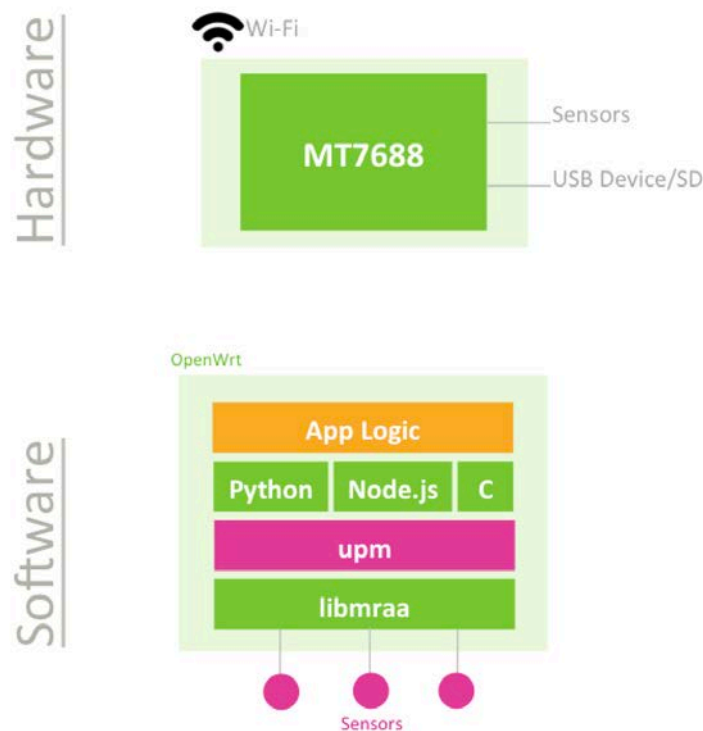 Hardware
Wi-Fi
MT7688
Sensors
USB Device/SD
Software
OpenWrt
App Logic
Python Node.js C
upm
libmraa
Sensors